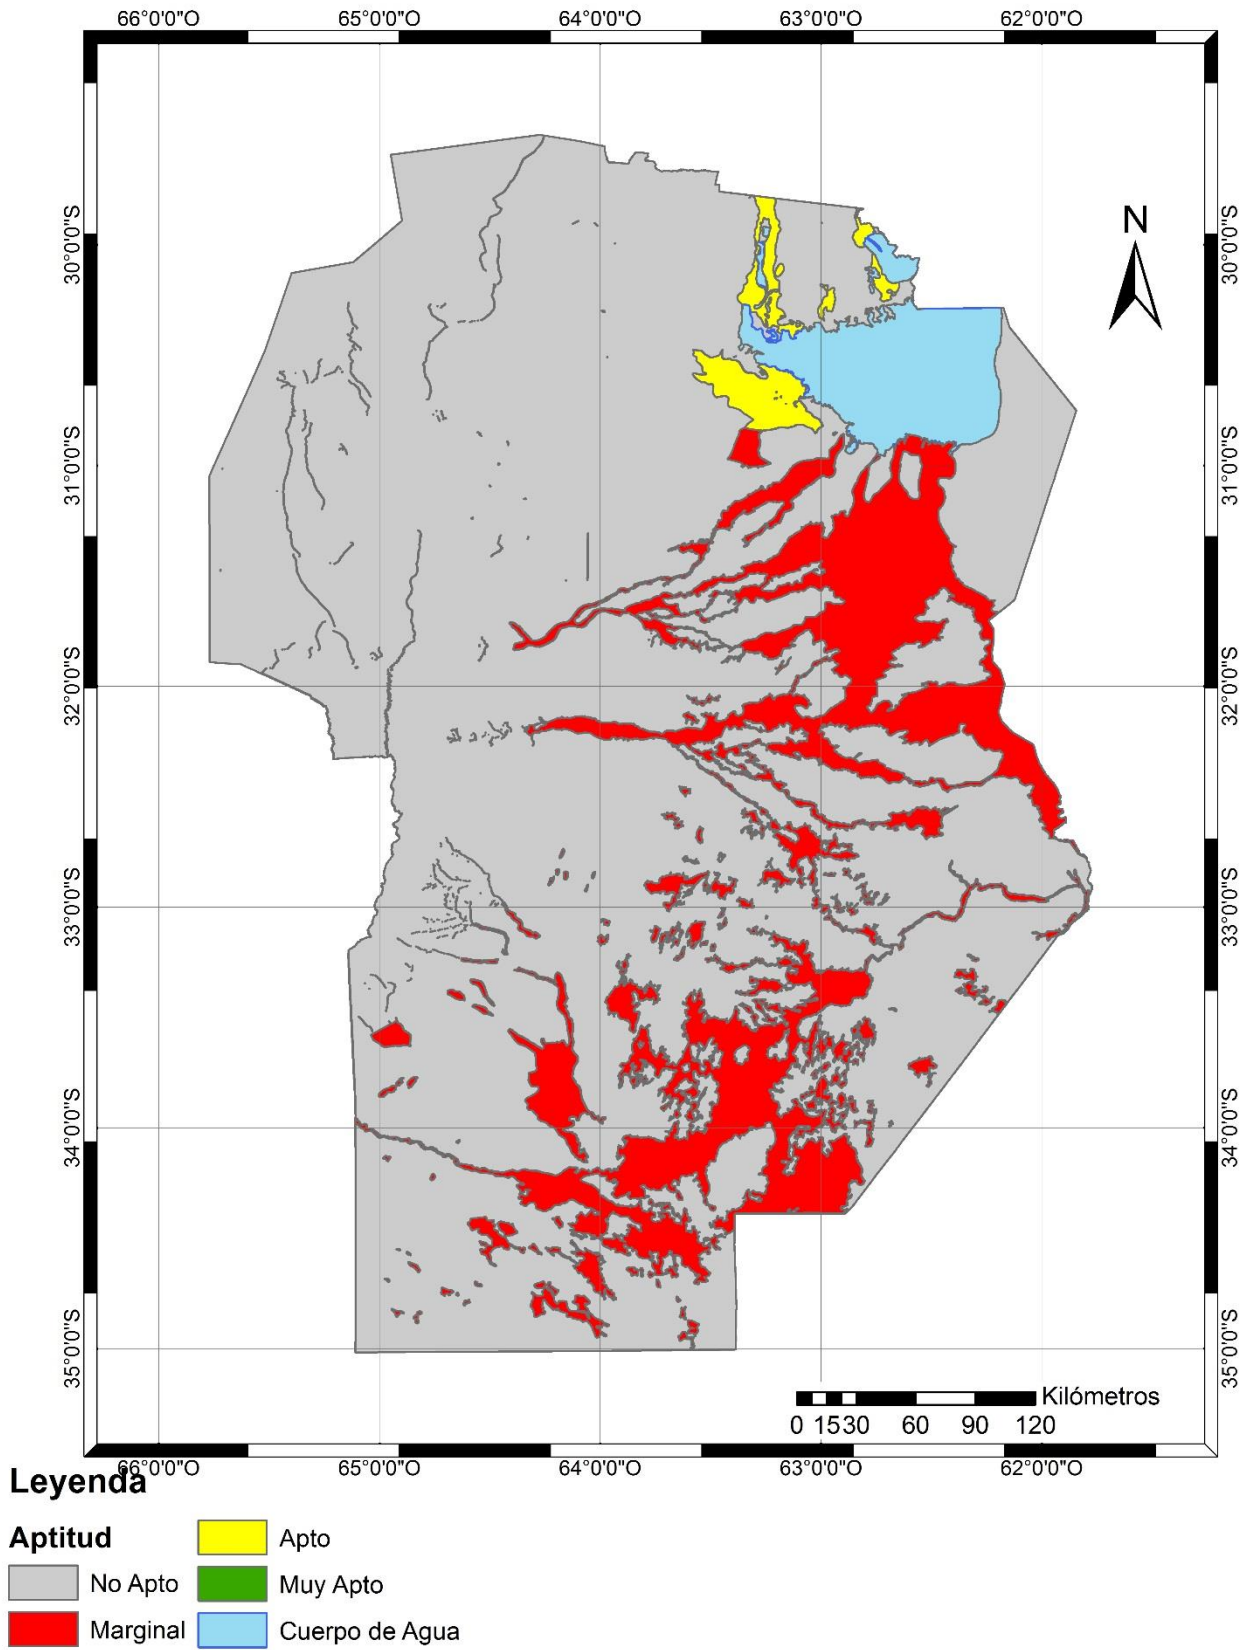 66°0'0"O 65°0'0"O 64°0'0"O 63°0'0"O 62°0'0"O
N
30°0'0"S 30°0'0"S
31°0'0"S 31°0'0"S
32°0'0"S 32°0'0"S
33°0'0"S 33°0'0"S
34°0'0"S 34°0'0"S
35°0'0"S 35°0'0"S
Kilómetros
0 15 30 60 90 120
66°0'0"O 65°0'0"O 64°0'0"O 63°0'0"O 62°0'0"O
Leyenda
Aptitud
No Apto
Marginal
Apto
Muy Apto
Cuerpo de Agua